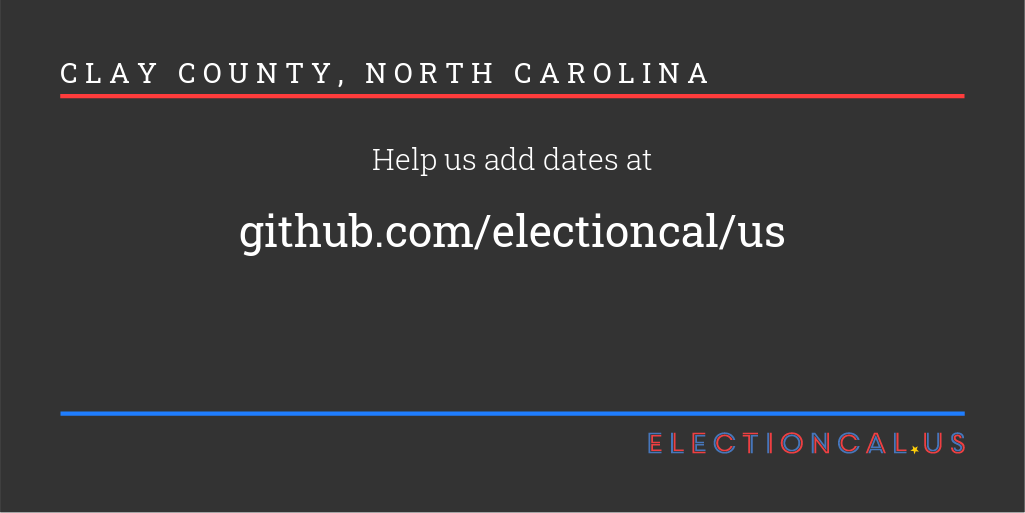 CLAY COUNTY, NORTH CAROLINA
Help us add dates at
github.com/electioncal/us
ELECTIONCAL.US